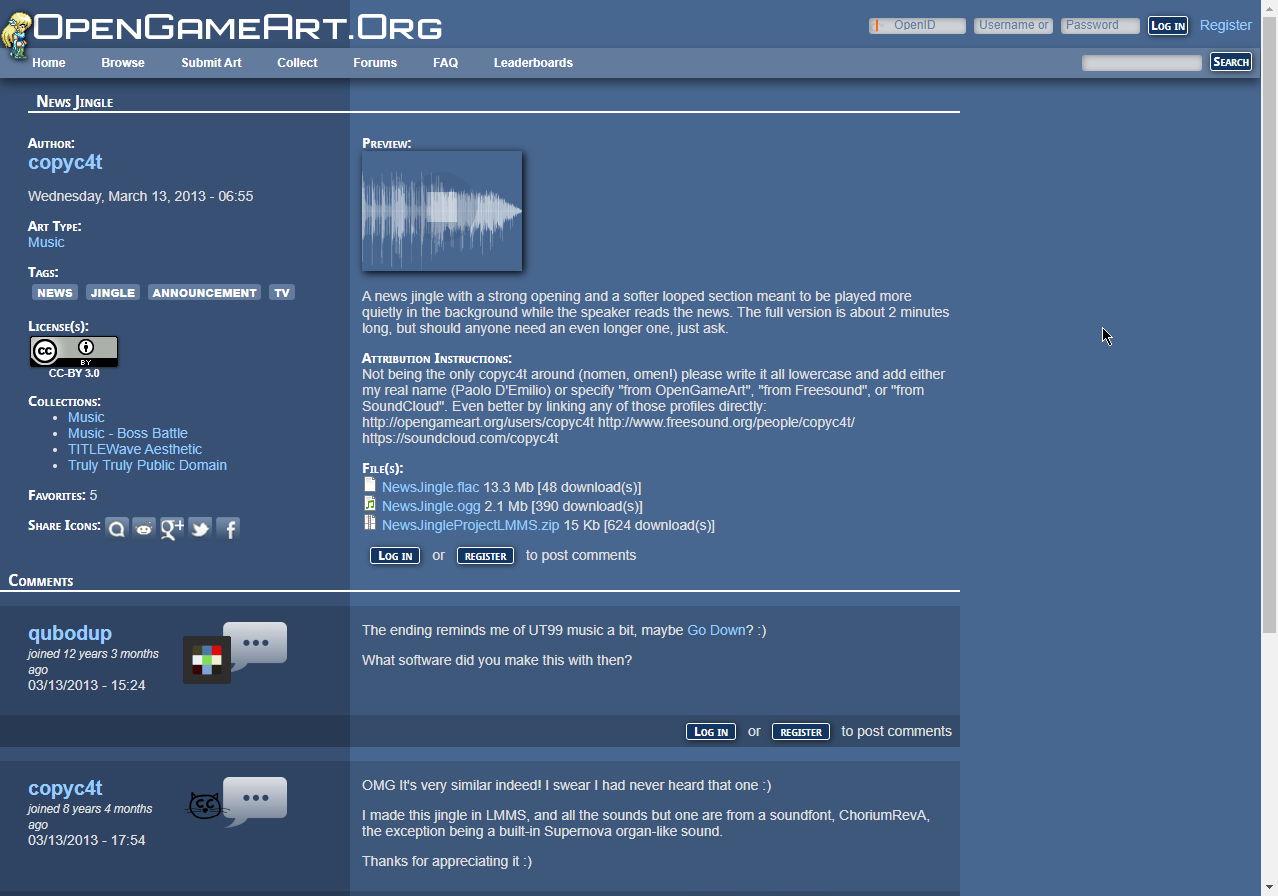 OpenGameArt.Org
OpenID
Username or
Password
Log in
Register
Home
Browse
Submit Art
Collect
Forums
FAQ
Leaderboards
Search
News Jingle
Author:
copyc4t
Wednesday, March 13, 2013 - 06:55
Art Type:
Music
Tags:
NEWS
JINGLE
ANNOUNCEMENT
TV
License(s):
cc
BY
CC-BY 3.0
Collections:
Music
Music - Boss Battle
TITLEWave Aesthetic
Truly Truly Public Domain
Favorites: 5
Share Icons:
Preview:
A news jingle with a strong opening and a softer looped section meant to be played more
quietly in the background while the speaker reads the news. The full version is about 2 minutes
long, but should anyone need an even longer one, just ask.
Attribution Instructions:
Not being the only copyc4t around (nomen, omen!) please write it all lowercase and add either
my real name (Paolo D'Emilio) or specify "from OpenGameArt", "from Freesound", or "from
SoundCloud". Even better by linking any of those profiles directly:
http://opengameart.org/users/copyc4t http://www.freesound.org/people/copyc4t/
https://soundcloud.com/copyc4t
File(s):
NewsJingle.flac 13.3 Mb [48 download(s)]
NewsJingle.ogg 2.1 Mb [390 download(s)]
NewsJingleProjectLMMS.zip 15 Kb [624 download(s)]
Log in or register to post comments
Comments
qubodup
joined 12 years 3 months
ago
03/13/2013 - 15:24
The ending reminds me of UT99 music a bit, maybe Go Down? :)
What software did you make this with then?
Log in or register to post comments
copyc4t
joined 8 years 4 months
ago
03/13/2013 - 17:54
OMG It's very similar indeed! I swear I had never heard that one :)
I made this jingle in LMMS, and all the sounds but one are from a soundfont, ChoriumRevA,
the exception being a built-in Supernova organ-like sound.
Thanks for appreciating it :)